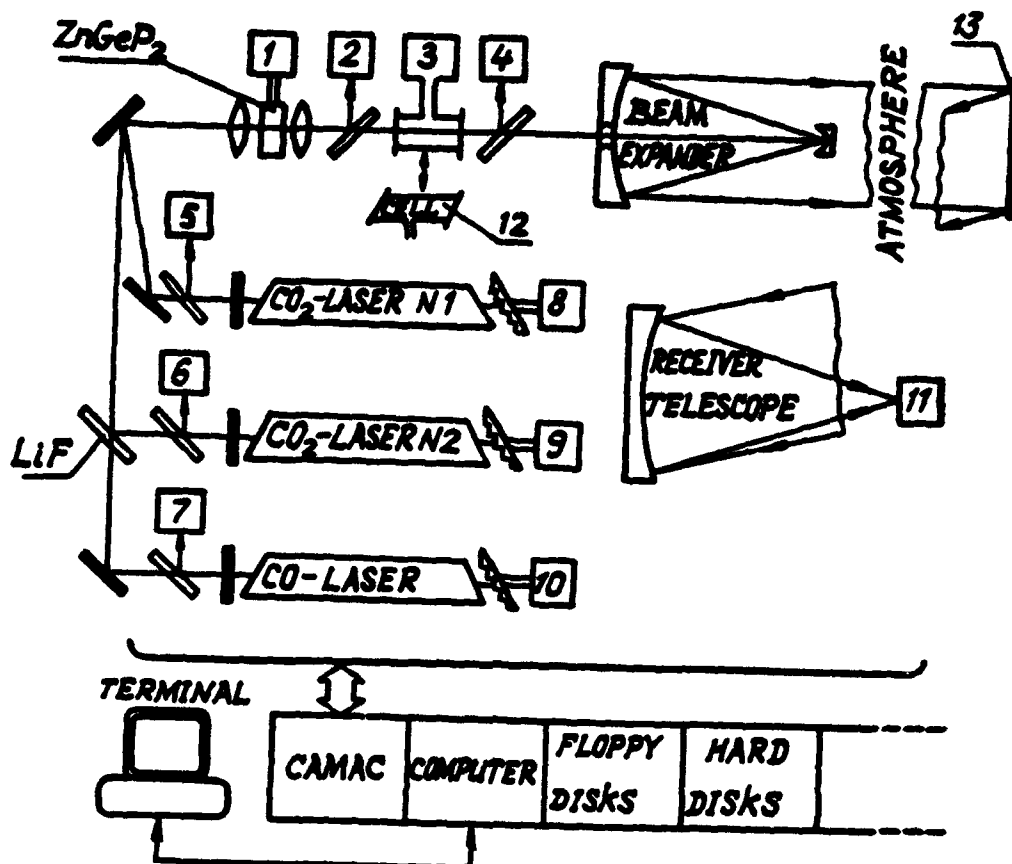 ZnGeP₂
1
2
3
4
13
BEAM
EXPANDER
ATMOSPHERE
CELLS
12
5
CO₂-LASER N1
8
RECEIVER
TELESCOPE
11
6
LiF
CO₂-LASER N2
9
7
CO-LASER
10
TERMINAL
CAMAC
COMPUTER
FLOPPY
DISKS
HARD
DISKS